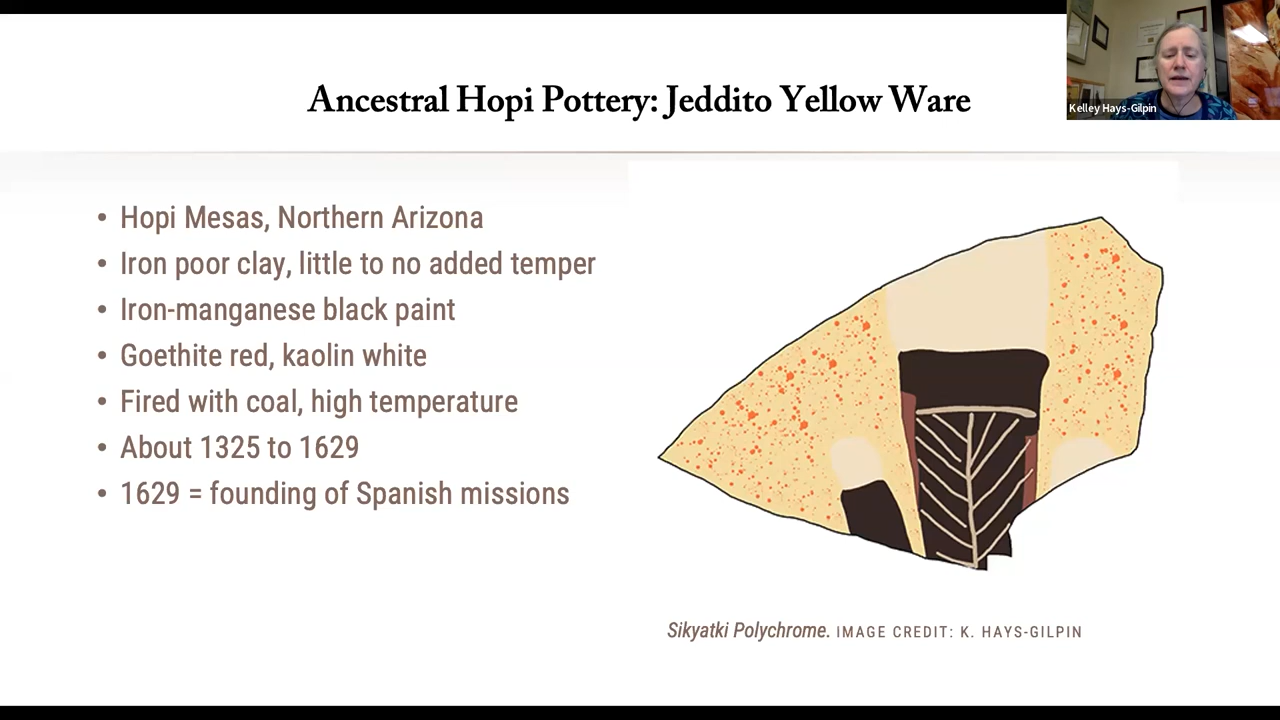 Ancestral Hopi Pottery: Jeddito Yellow Ware
Kelley Hays-Gilpin
• Hopi Mesas, Northern Arizona
• Iron poor clay, little to no added temper
• Iron-manganese black paint
• Goethite red, kaolin white
• Fired with coal, high temperature
• About 1325 to 1629
• 1629 = founding of Spanish missions
Sikyatki Polychrome. IMAGE CREDIT: K. HAYS-GILPIN